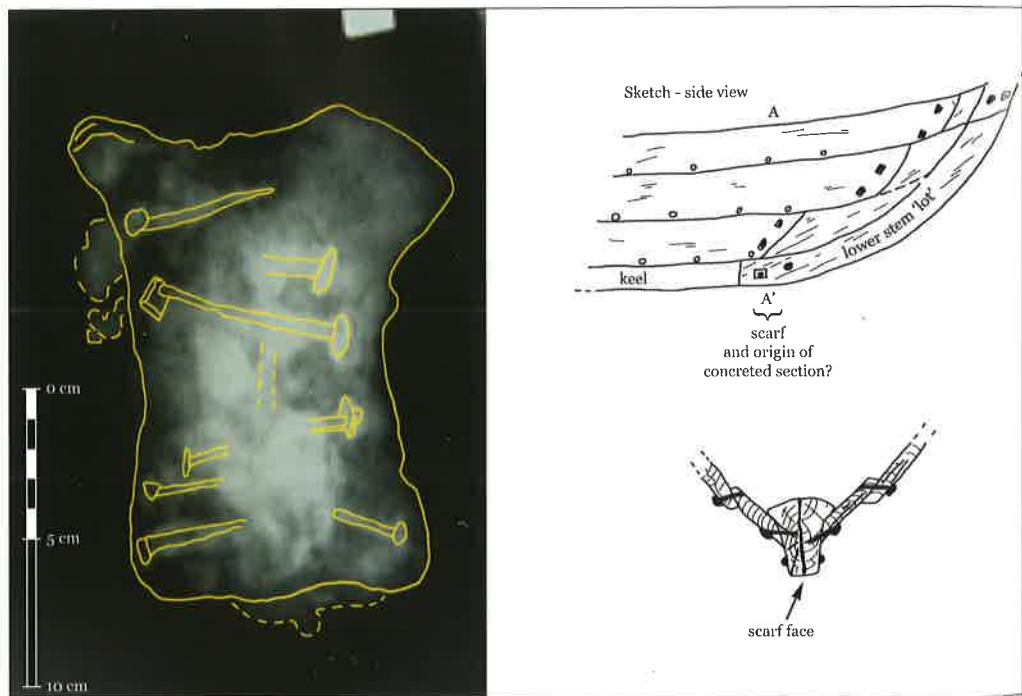 0 cm
5 cm
10 cm
Sketch - side view
A
keel
lower stem 'lot'
A'
scarf
and origin of
concreted section?
scarf face